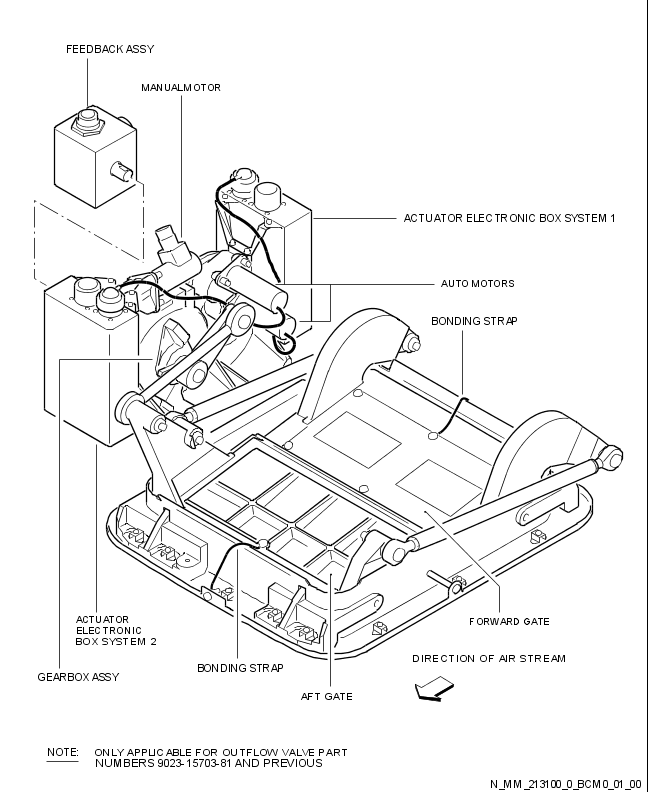 FEEDBACK ASSY
MANUALMOTOR
ACTUATOR ELECTRONIC BOX SYSTEM 1
AUTO MOTORS
BONDING STRAP
ACTUATOR
ELECTRONIC
BOX SYSTEM 2
FORWARD GATE
BONDING STRAP
DIRECTION OF AIR STREAM
GEARBOX ASSY
AFT GATE
NOTE: ONLY APPLICABLE FOR OUTFLOW VALVE PART
NUMBERS 9023-15703-81 AND PREVIOUS
N_MM_213100_0_BCM0_01_00